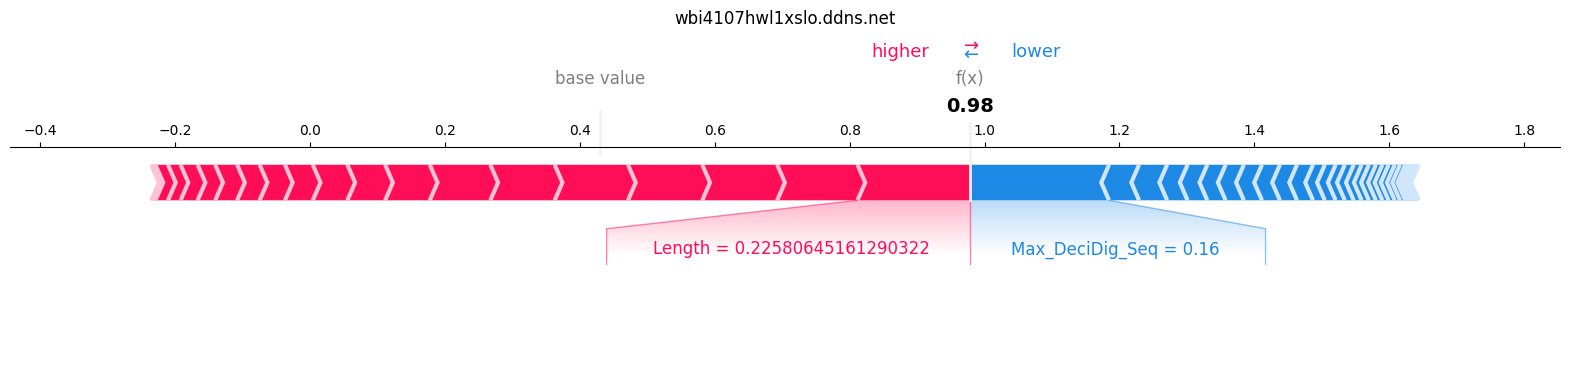 wbi4107hwl1xslo.ddns.net
higher ⇄ lower
base value f(x)
0.98
−0.4 −0.2 0.0 0.2 0.4 0.6 0.8 1.0 1.2 1.4 1.6 1.8
Length = 0.22580645161290322 Max_DeciDig_Seq = 0.16